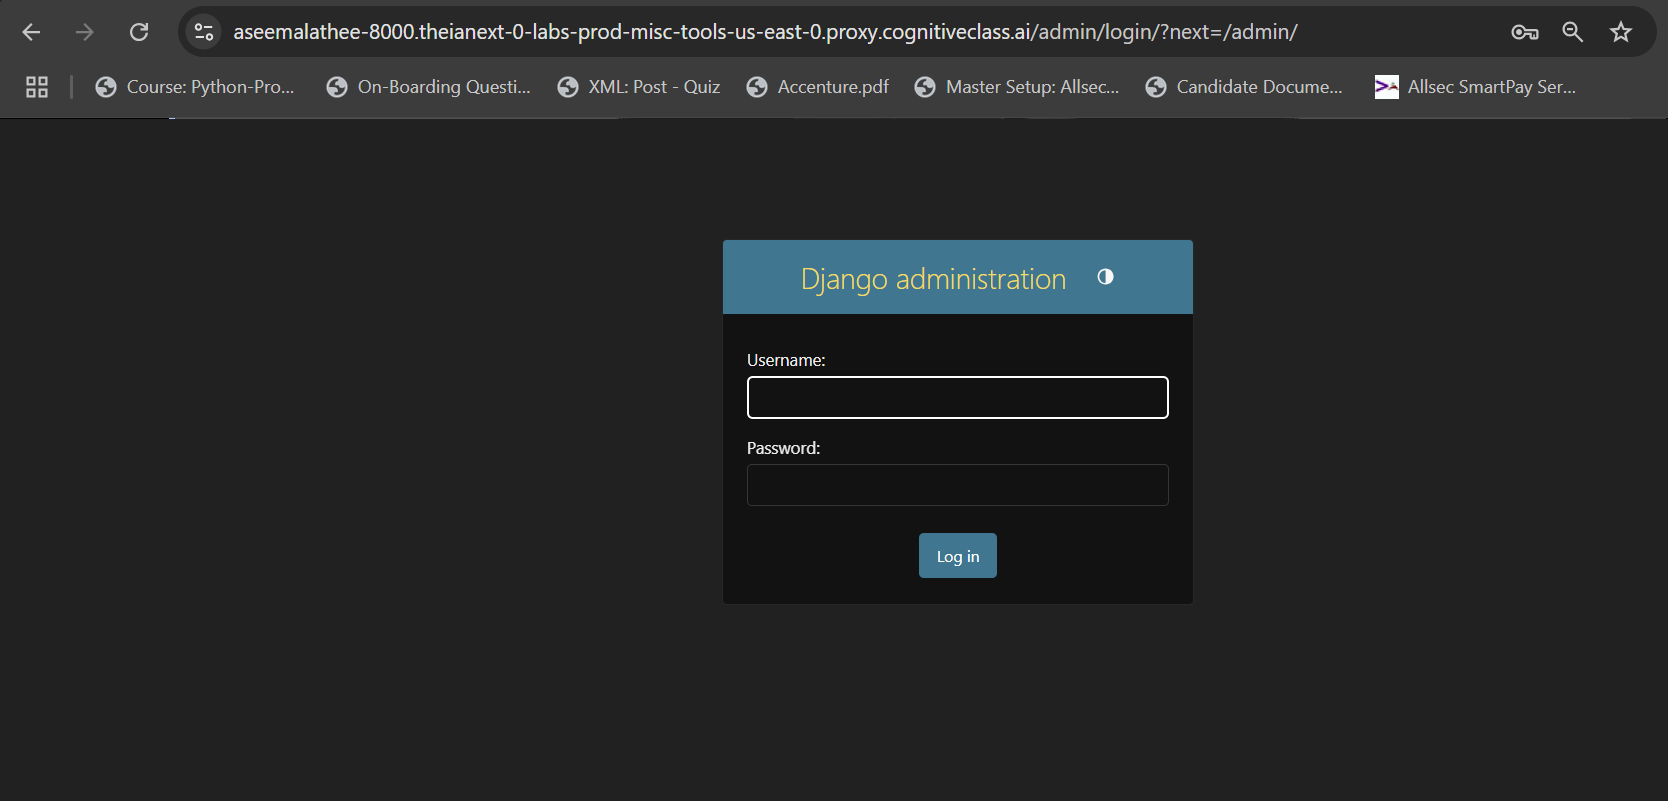 aseemalathee-8000.theianext-0-labs-prod-misc-tools-us-east-0.proxy.cognitiveclass.ai/admin/login/?next=/admin/
Course: Python-Pro... On-Boarding Questi... XML: Post - Quiz Accenture.pdf Master Setup: Allsec... Candidate Docume... Allsec SmartPay Ser...
Django administration
Username:
Password:
Log in